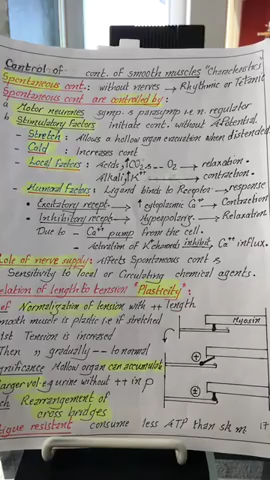 Control of cont. of smooth muscles "Characteristics
Spontaneous cont.: without nerves → Rhythmic or Tetanic
Spontaneous cont are controlled by:
a Motor neurones symp. & parasymp i.e. n. regulator
b Stimulatory Factors initiate cont. without A.Potential
- Stretch: Allows a hollow organ evacuation when distended
- Cold: Increases cont
- Local factors: Acids, ↑CO2, ↓-- O2 → relaxation.
Alkali, ↑K+ → contraction.
Humoral Factors: Ligand binds to Receptor → response
• Excitatory recept → ↑ cytoplasmic Ca++ → Contraction
• Inhibitory recept → Hyperpolariz. → Relaxation
Due to - Ca++ pump from the cell.
- Activation of K+ channels inhibit, Ca++ influx.
Role of nerve supply: Affects Spontaneous cont &
Sensitivity to local or Circulating chemical agents.
elation of length to tension "Plasticity":
ef Normalization of tension with ++ length
mooth muscle is plastic i.e if stretched
1st Tension is increased
Then n gradually -- to normal
gnificance Hollow organ can accumulate
larger vol. e.g urine without ++ in p
ch Rearrangement of
cross bridges
Myosin
igue resistant consume less ATP than sk m